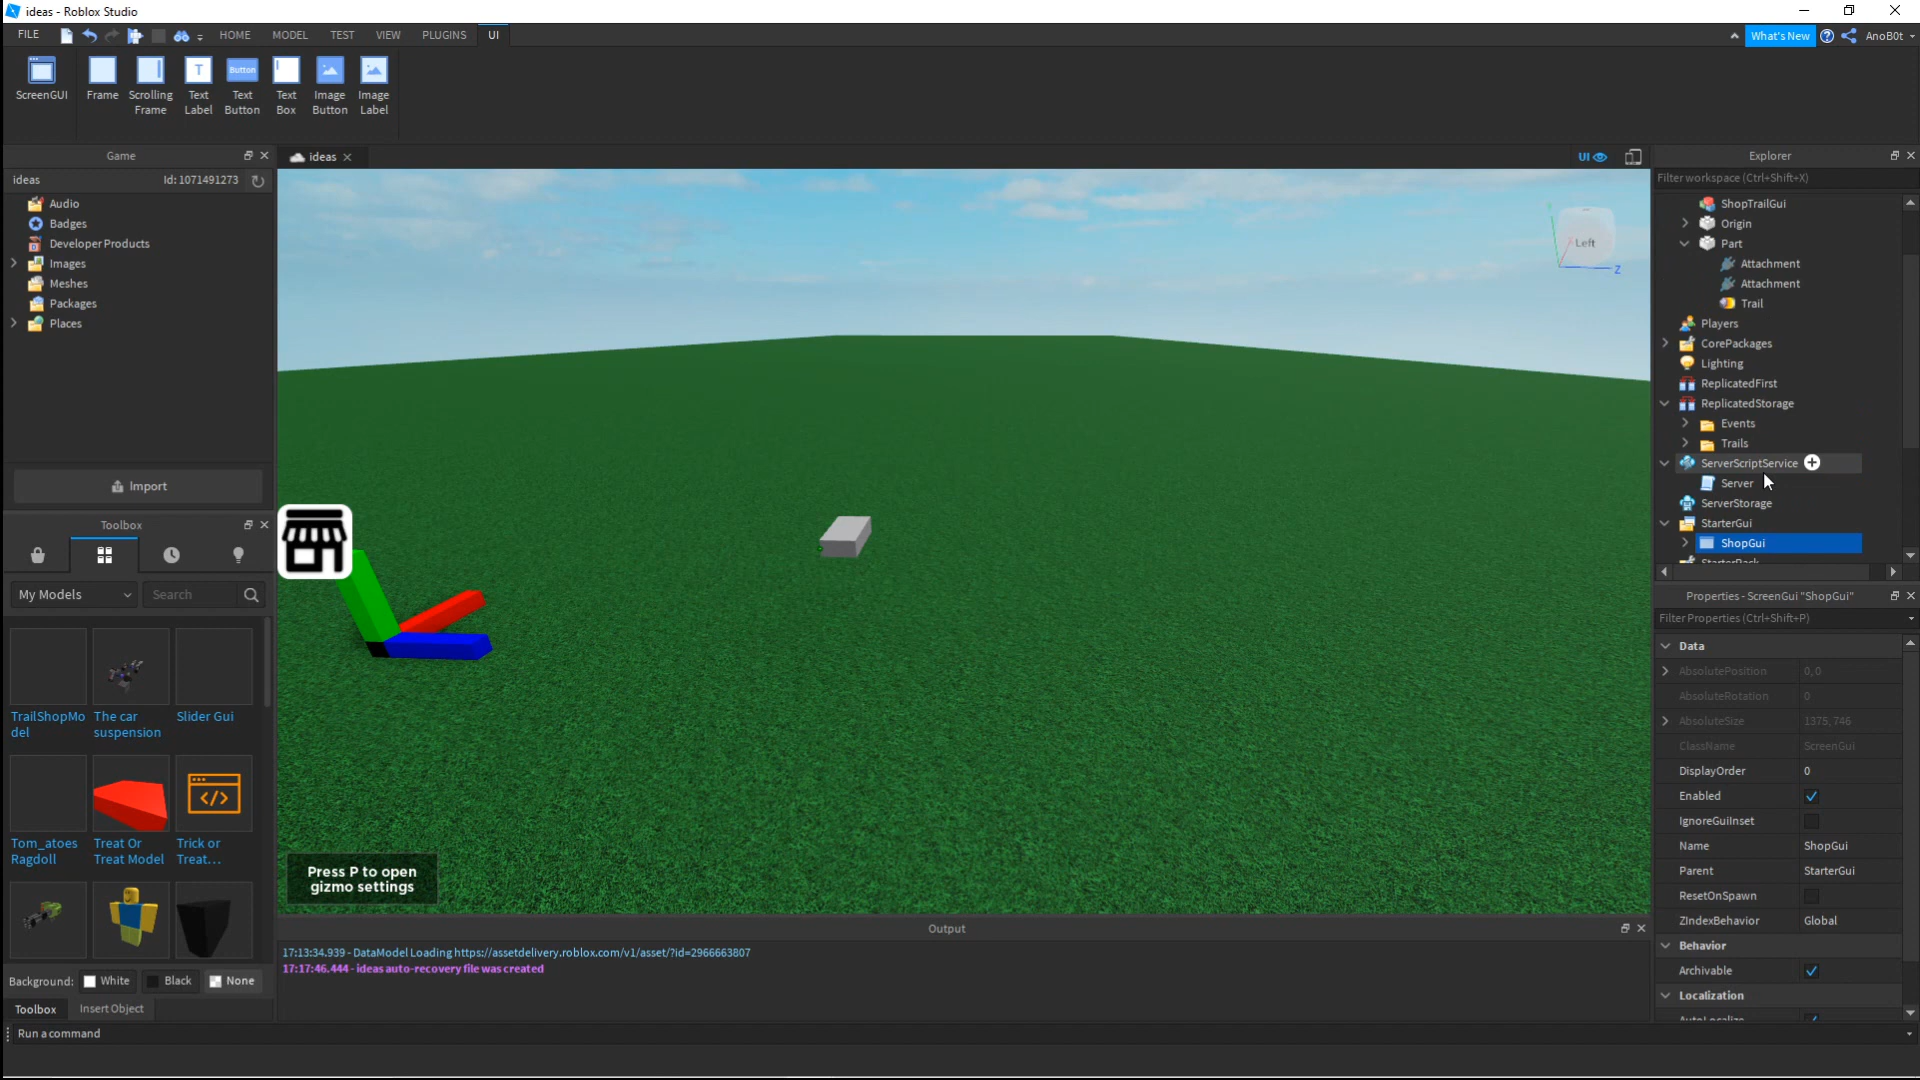 ideas - Roblox Studio
FILE
HOME
MODEL
TEST
VIEW
PLUGINS
UI
What's New
AnoB0t
ScreenGUI
Frame
Scrolling
Frame
Text
Label
Button
Text
Button
Text
Box
Image
Button
Image
Label
Game
ideas
Id: 1071491273
Audio
Badges
Developer Products
Images
Meshes
Packages
Places
Import
Toolbox
My Models
Search
TrailShopMo
del
The car
suspension
Slider Gui
Tom_atoes
Ragdoll
Treat Or
Treat Model
Trick or
Treat...
Background:
White
Black
None
Toolbox
Insert Object
Run a command
ideas
UI
Left
Z
Press P to open
gizmo settings
Output
17:13:34.939 - DataModel Loading https://assetdelivery.roblox.com/v1/asset/?id=2966663807
17:17:46.444 - ideas auto-recovery file was created
Explorer
Filter workspace (Ctrl+Shift+X)
ShopTrailGui
Origin
Part
Attachment
Attachment
Trail
Players
CorePackages
Lighting
ReplicatedFirst
ReplicatedStorage
Events
Trails
ServerScriptService
Server
ServerStorage
StarterGui
ShopGui
StarterPack
Properties - ScreenGui "ShopGui"
Filter Properties (Ctrl+Shift+P)
Data
AbsolutePosition 0, 0
AbsoluteRotation 0
AbsoluteSize 1375, 746
ClassName ScreenGui
DisplayOrder 0
Enabled
IgnoreGuiInset
Name ShopGui
Parent StarterGui
ResetOnSpawn
ZIndexBehavior Global
Behavior
Archivable
Localization
AutoLocalize